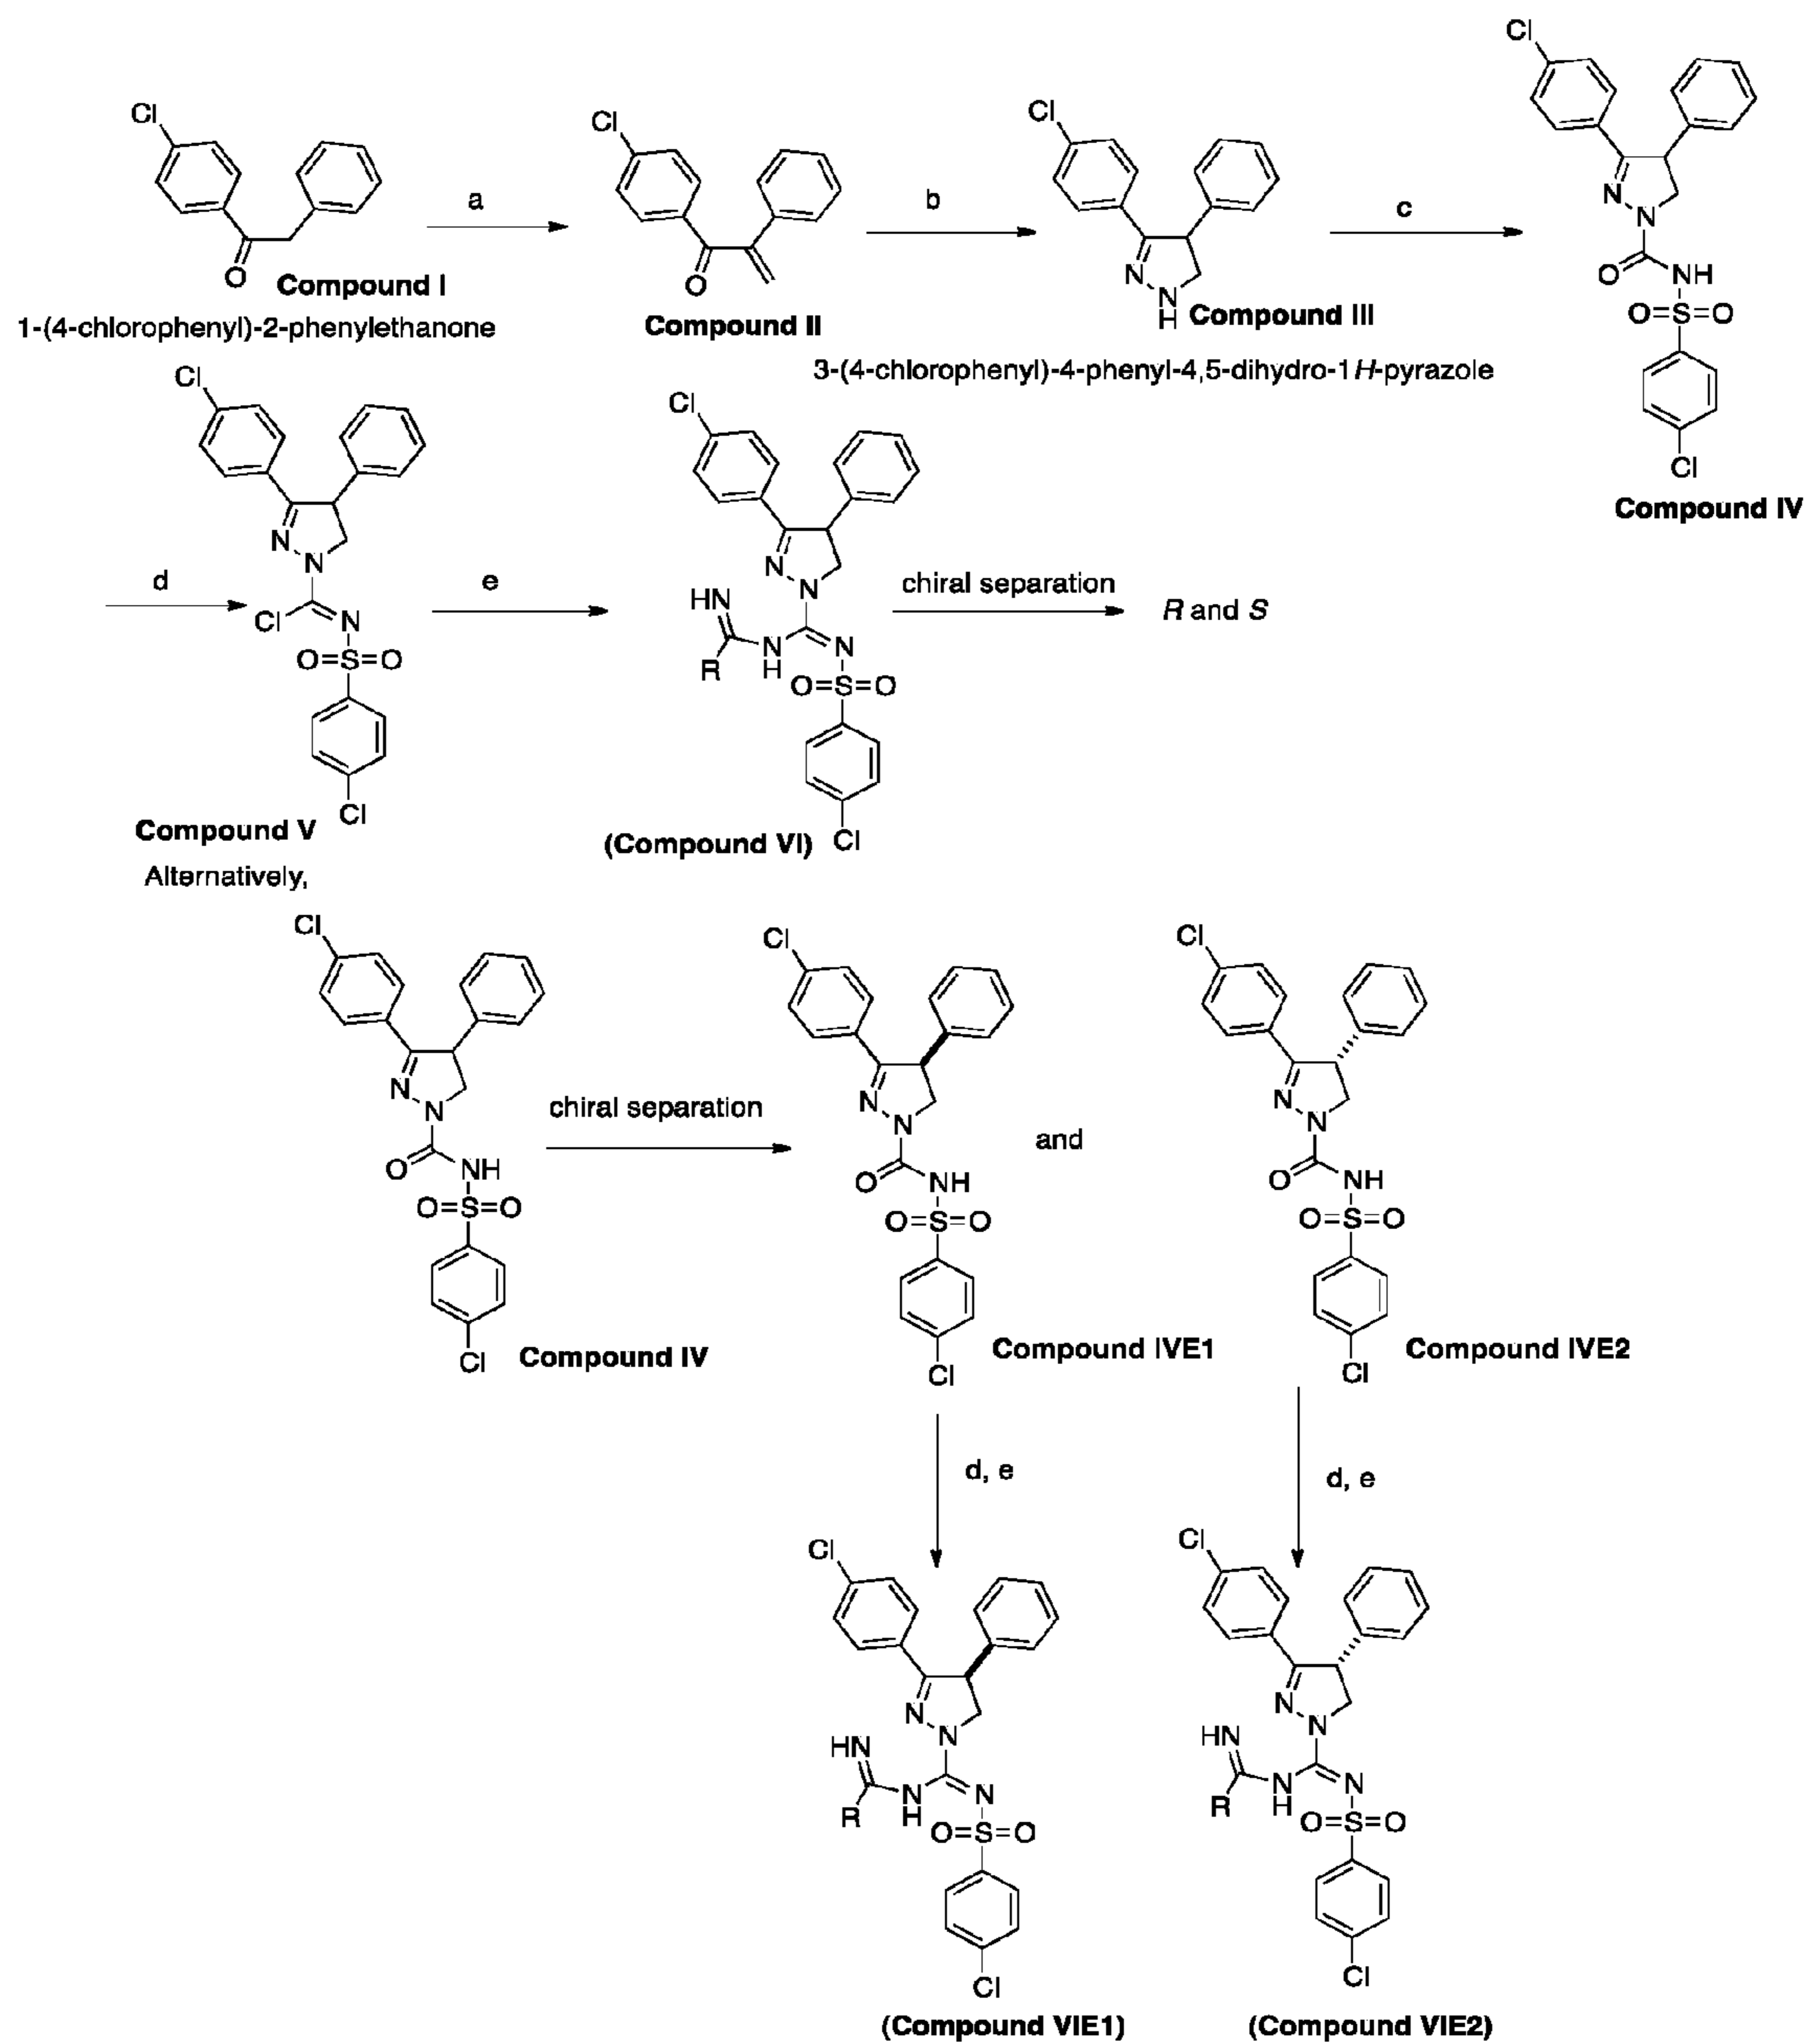 Cl
Cl
Cl
Cl
a
b
c
O
O
N
N
H
N
N
O
NH
O=S=O
Cl
Compound I
Compound II
Compound III
Compound IV
1-(4-chlorophenyl)-2-phenylethanone
3-(4-chlorophenyl)-4-phenyl-4,5-dihydro-1H-pyrazole
Cl
Cl
d
e
chiral separation
R and S
N
N
Cl
N
O=S=O
Cl
N
N
HN
R
N
H
N
O=S=O
Cl
Compound V
(Compound VI)
Alternatively,
Cl
N
N
O
NH
O=S=O
Cl
Compound IV
chiral separation
Cl
N
N
O
NH
O=S=O
Cl
Compound IVE1
and
Cl
N
N
O
NH
O=S=O
Cl
Compound IVE2
d, e
d, e
Cl
N
N
HN
R
N
H
N
O=S=O
Cl
(Compound VIE1)
Cl
N
N
HN
R
N
H
N
O=S=O
Cl
(Compound VIE2)